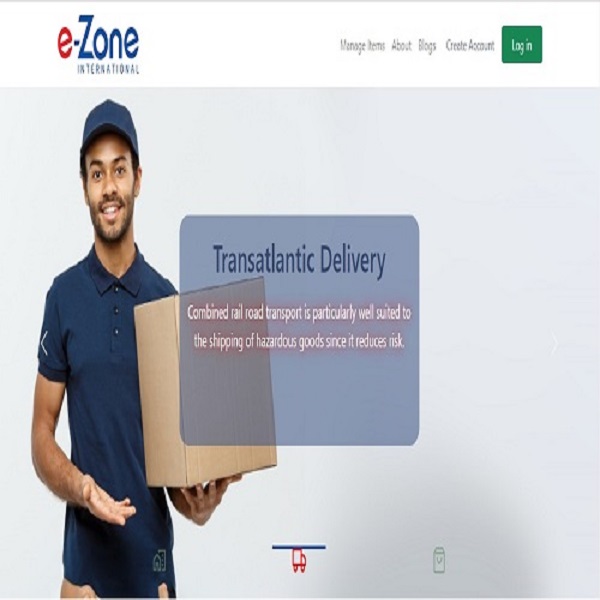 e-Zone
INTERNATIONAL
Manage Items About Blogs Create Account Log in
Transatlantic Delivery
Combined rail road transport is particularly well suited to
the shipping of hazardous goods since it reduces risk.